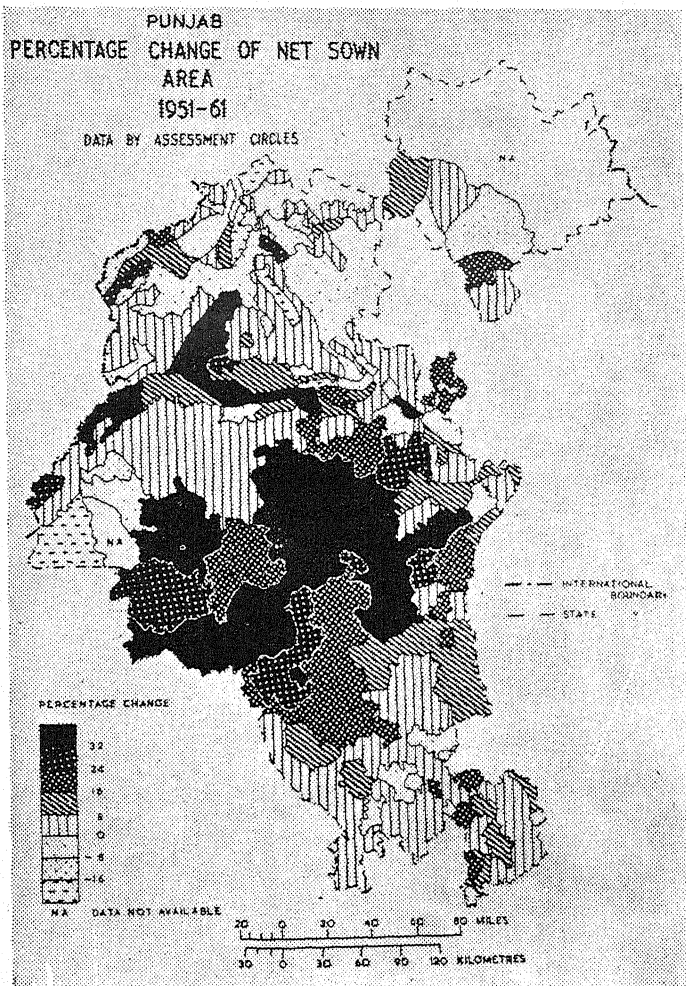 PUNJAB
PERCENTAGE CHANGE OF NET SOWN
AREA
1951-61
DATA BY ASSESSMENT CIRCLES
NA
NA
INTERNATIONAL
BOUNDARY
STATE "
PERCENTAGE CHANGE
32
24
16
8
0
-8
-16
NA DATA NOT AVAILABLE
20 0 20 40 60 80 MILES
30 0 30 60 90 120 KILOMETRES